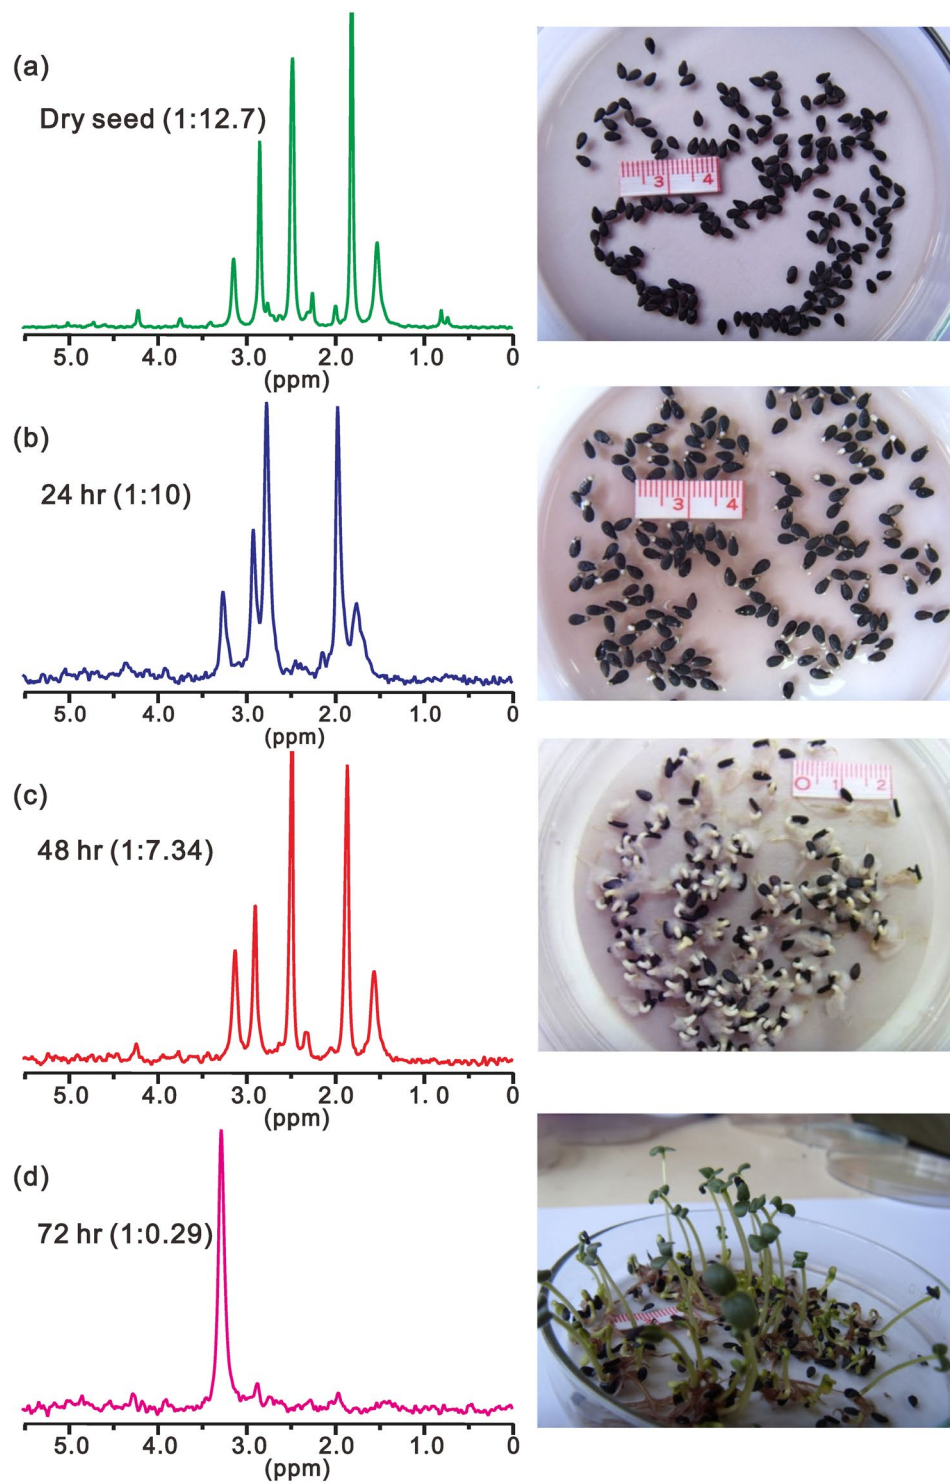 (a)
Dry seed (1:12.7)
3 4
5.0 4.0 3.0 2.0 1.0 0
(ppm)
(b)
24 hr (1:10)
3 4
5.0 4.0 3.0 2.0 1.0 0
(ppm)
(c)
48 hr (1:7.34)
0 1 2
5.0 4.0 3.0 2.0 1. 0 0
(ppm)
(d)
72 hr (1:0.29)
5.0 4.0 3.0 2.0 1.0 0
(ppm)